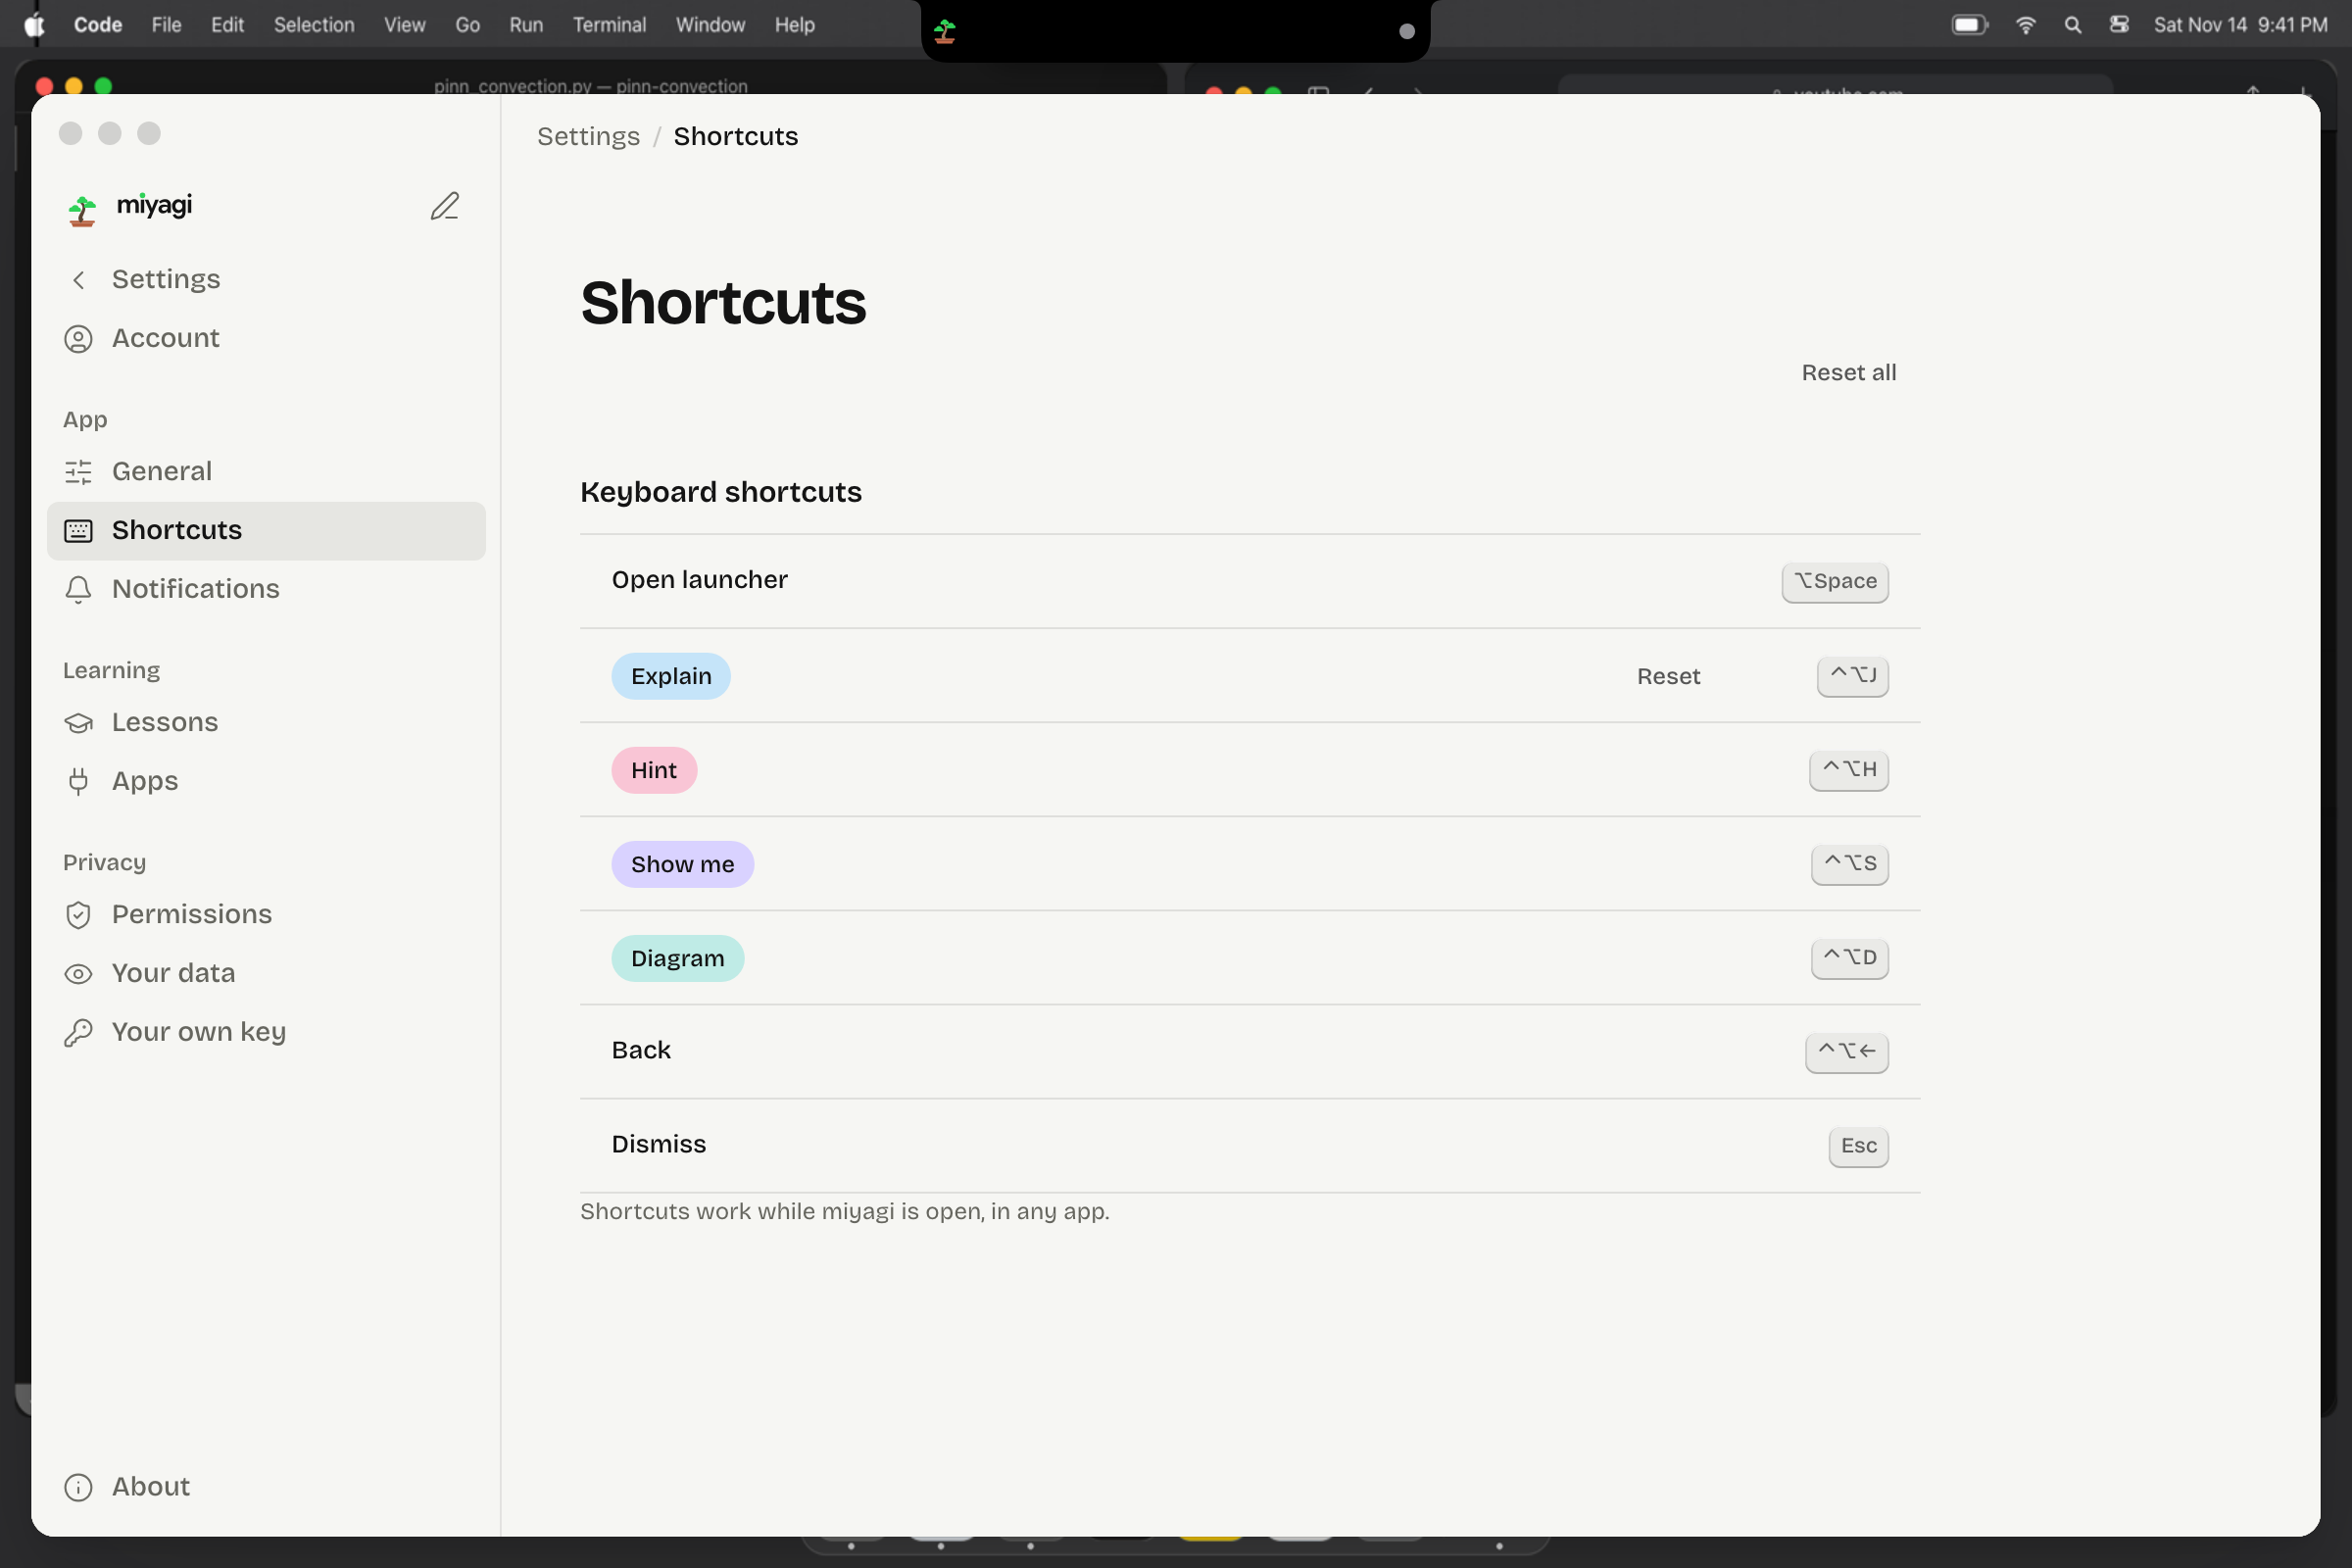 Code File Edit Selection View Go Run Terminal Window Help
Sat Nov 14 9:41 PM
pinn_convection.py — pinn-convection
youtube.com
Settings / Shortcuts
miyagi
Settings
Account
App
General
Shortcuts
Notifications
Learning
Lessons
Apps
Privacy
Permissions
Your data
Your own key
About
Shortcuts
Reset all
Keyboard shortcuts
Open launcher ⌥Space
Explain Reset ⌃⌥J
Hint ⌃⌥H
Show me ⌃⌥S
Diagram ⌃⌥D
Back ⌃⌥←
Dismiss Esc
Shortcuts work while miyagi is open, in any app.